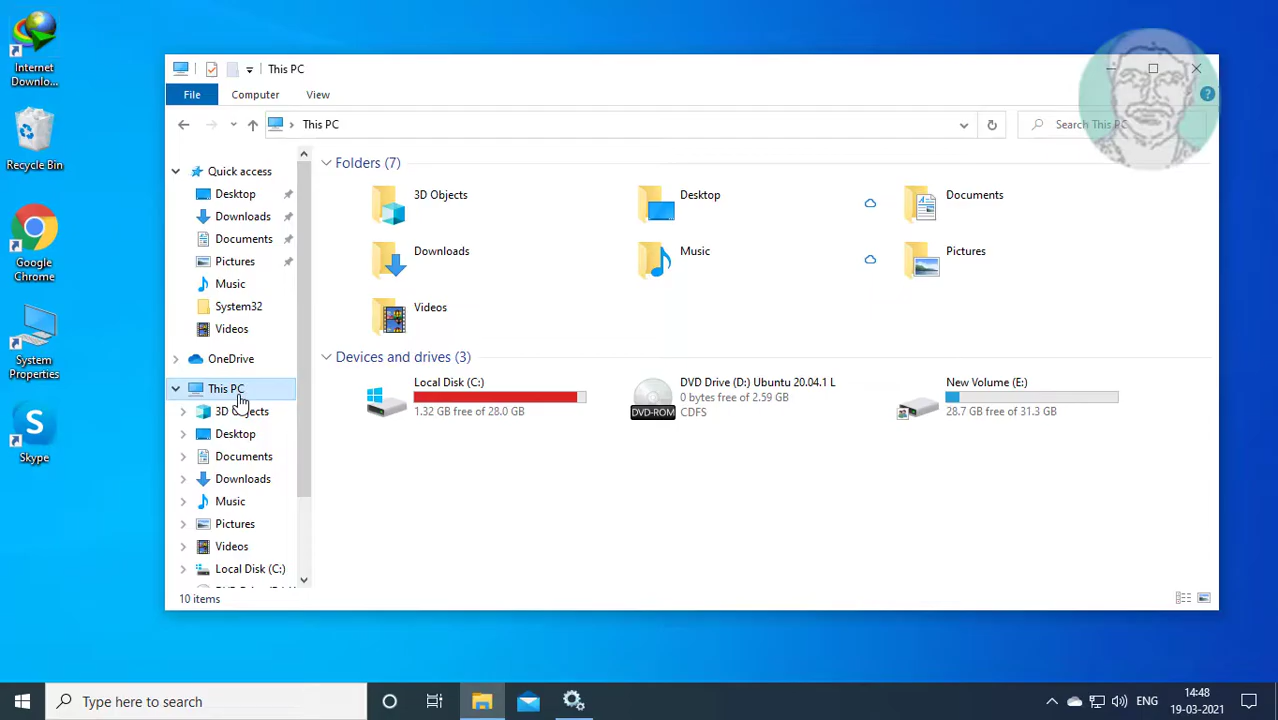 Internet
Downlo...
Recycle Bin
Google
Chrome
System
Properties
Skype
This PC
File
Computer
View
This PC
Search This PC
Quick access
Desktop
Downloads
Documents
Pictures
Music
System32
Videos
OneDrive
This PC
3D Objects
Desktop
Documents
Downloads
Music
Pictures
Videos
Local Disk (C:)
Folders (7)
3D Objects
Desktop
Documents
Downloads
Music
Pictures
Videos
Devices and drives (3)
Local Disk (C:)
1.32 GB free of 28.0 GB
DVD Drive (D:) Ubuntu 20.04.1 L
0 bytes free of 2.59 GB
CDFS
DVD-ROM
New Volume (E:)
28.7 GB free of 31.3 GB
10 items
Type here to search
ENG
14:48
19-03-2021